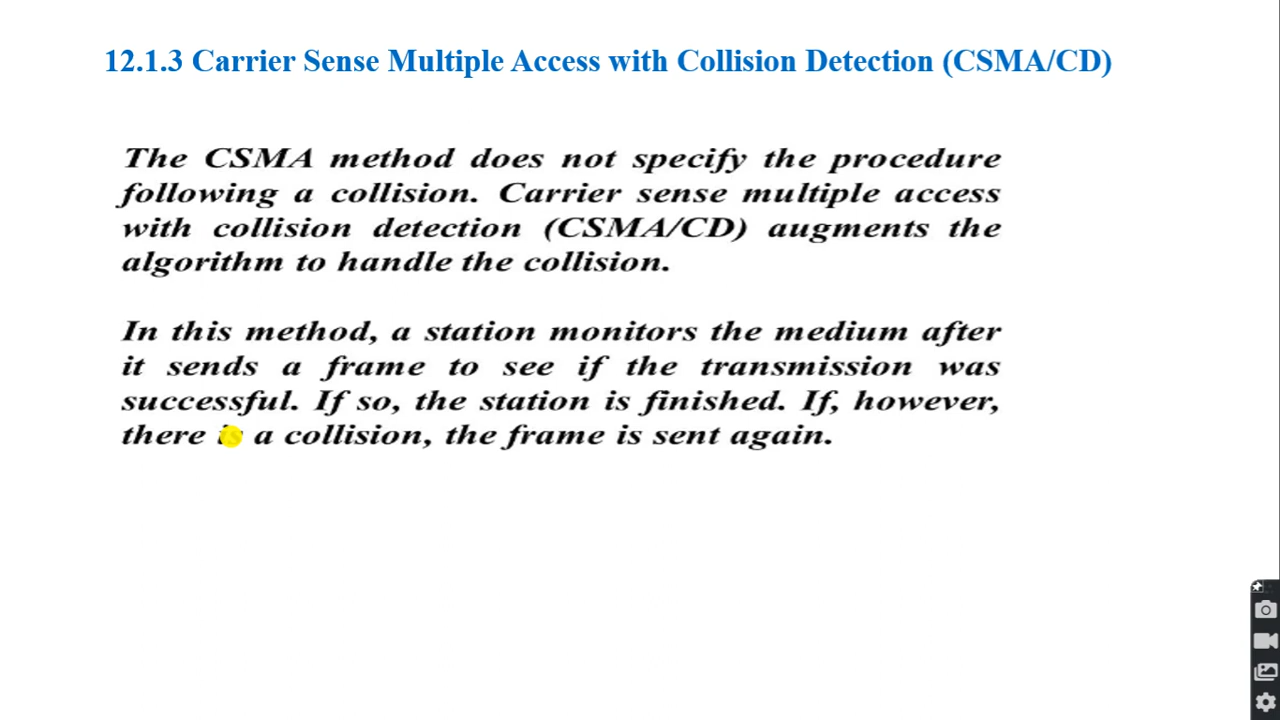 12.1.3 Carrier Sense Multiple Access with Collision Detection (CSMA/CD)
The CSMA method does not specify the procedure
following a collision. Carrier sense multiple access
with collision detection (CSMA/CD) augments the
algorithm to handle the collision.
In this method, a station monitors the medium after
it sends a frame to see if the transmission was
successful. If so, the station is finished. If, however,
there is a collision, the frame is sent again.